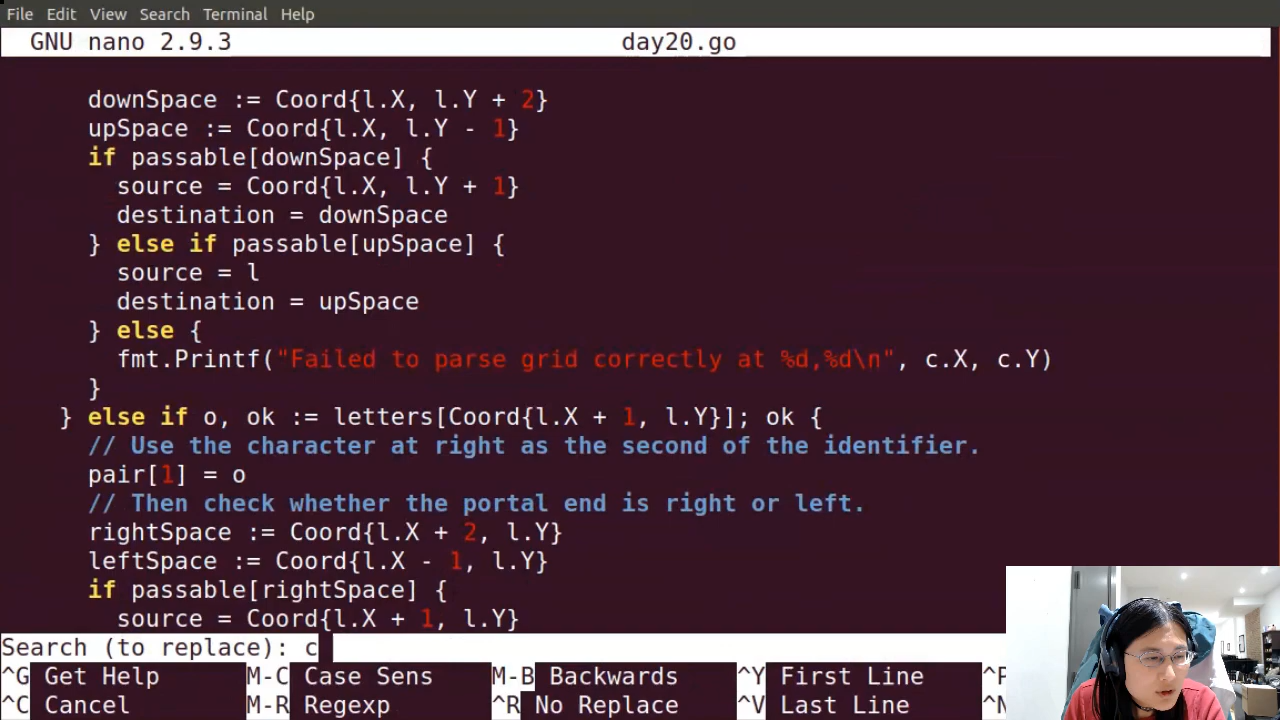 File Edit View Search Terminal Help
GNU nano 2.9.3 day20.go
downSpace := Coord{l.X, l.Y + 2}
upSpace := Coord{l.X, l.Y - 1}
if passable[downSpace] {
source = Coord{l.X, l.Y + 1}
destination = downSpace
} else if passable[upSpace] {
source = l
destination = upSpace
} else {
fmt.Printf("Failed to parse grid correctly at %d,%d\n", c.X, c.Y)
}
} else if o, ok := letters[Coord{l.X + 1, l.Y}]; ok {
// Use the character at right as the second of the identifier.
pair[1] = o
// Then check whether the portal end is right or left.
rightSpace := Coord{l.X + 2, l.Y}
leftSpace := Coord{l.X - 1, l.Y}
if passable[rightSpace] {
source = Coord{l.X + 1, l.Y}
Search (to replace): c
^G Get Help M-C Case Sens M-B Backwards ^Y First Line
^C Cancel M-R Regexp ^R No Replace ^V Last Line